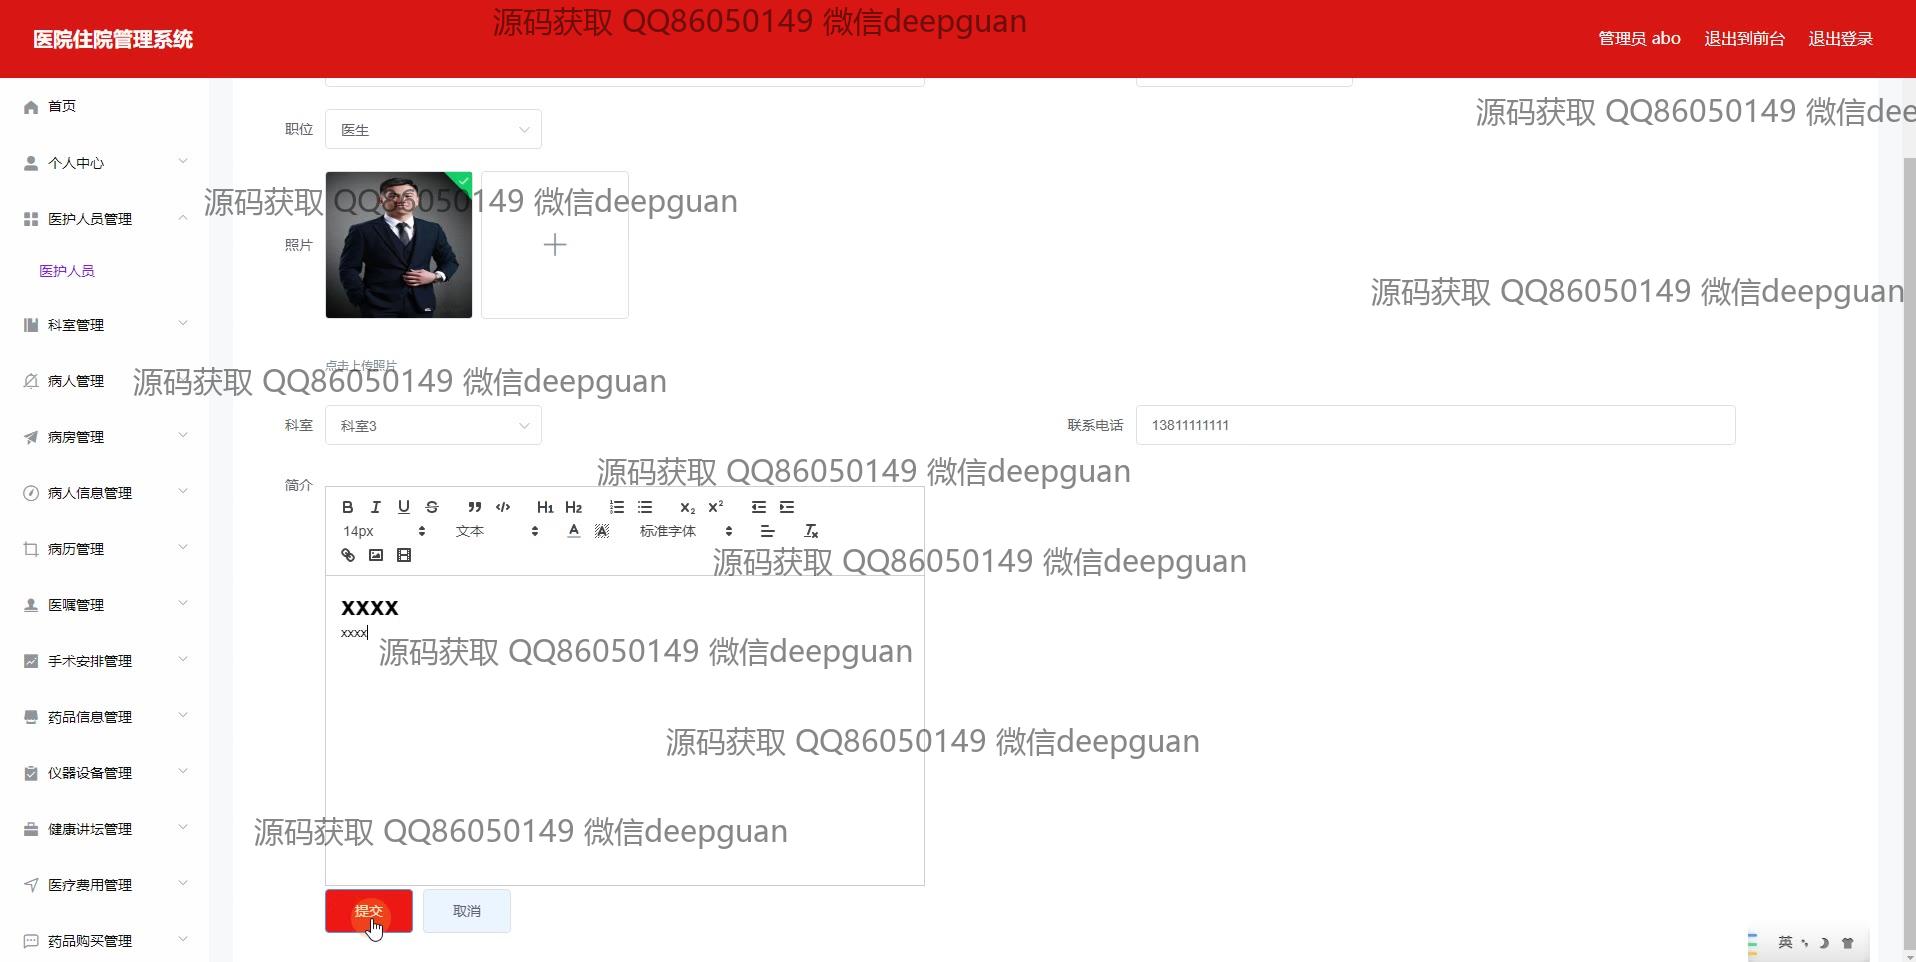 医院住院管理系统
源码获取 QQ86050149 微信deepguan
管理员 abo 退出到前台 退出登录
首页
源码获取 QQ86050149 微信dee
职位 医生
个人中心
源码获取 QQ86050149 微信deepguan
医护人员管理
照片
医护人员
源码获取 QQ86050149 微信deepguan
科室管理
点击上传照片
病人管理
源码获取 QQ86050149 微信deepguan
科室 科室3
联系电话 13811111111
病房管理
源码获取 QQ86050149 微信deepguan
简介
病人信息管理
B I U S H1 H2 X2 X2
14px 文本 A A 标准字体 Tx
病历管理
源码获取 QQ86050149 微信deepguan
xxxx
医嘱管理
xxxx
源码获取 QQ86050149 微信deepguan
手术安排管理
药品信息管理
源码获取 QQ86050149 微信deepguan
仪器设备管理
健康讲坛管理
源码获取 QQ86050149 微信deepguan
医疗费用管理
提交 取消
药品购买管理
英